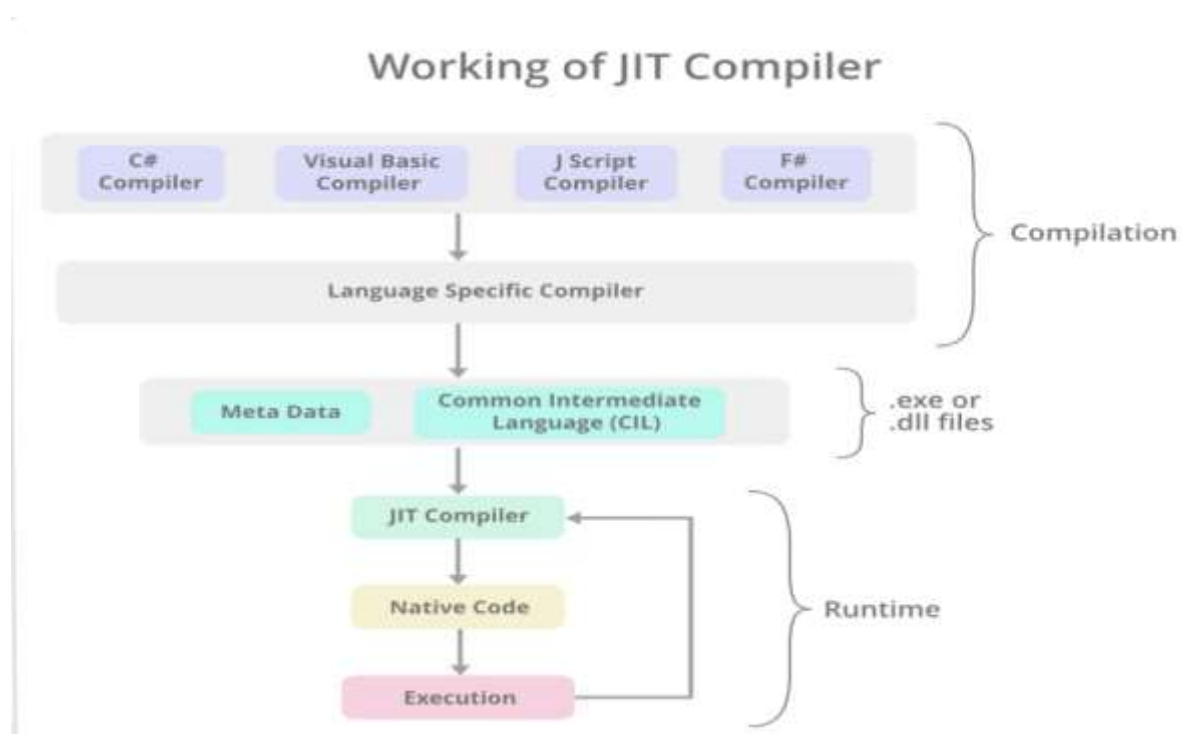 Working of JIT Compiler
C#
Compiler
Visual Basic
Compiler
J Script
Compiler
F#
Compiler
Compilation
Language Specific Compiler
Meta Data
Common Intermediate
Language (CIL)
.exe or
.dll files
JIT Compiler
Native Code
Runtime
Execution